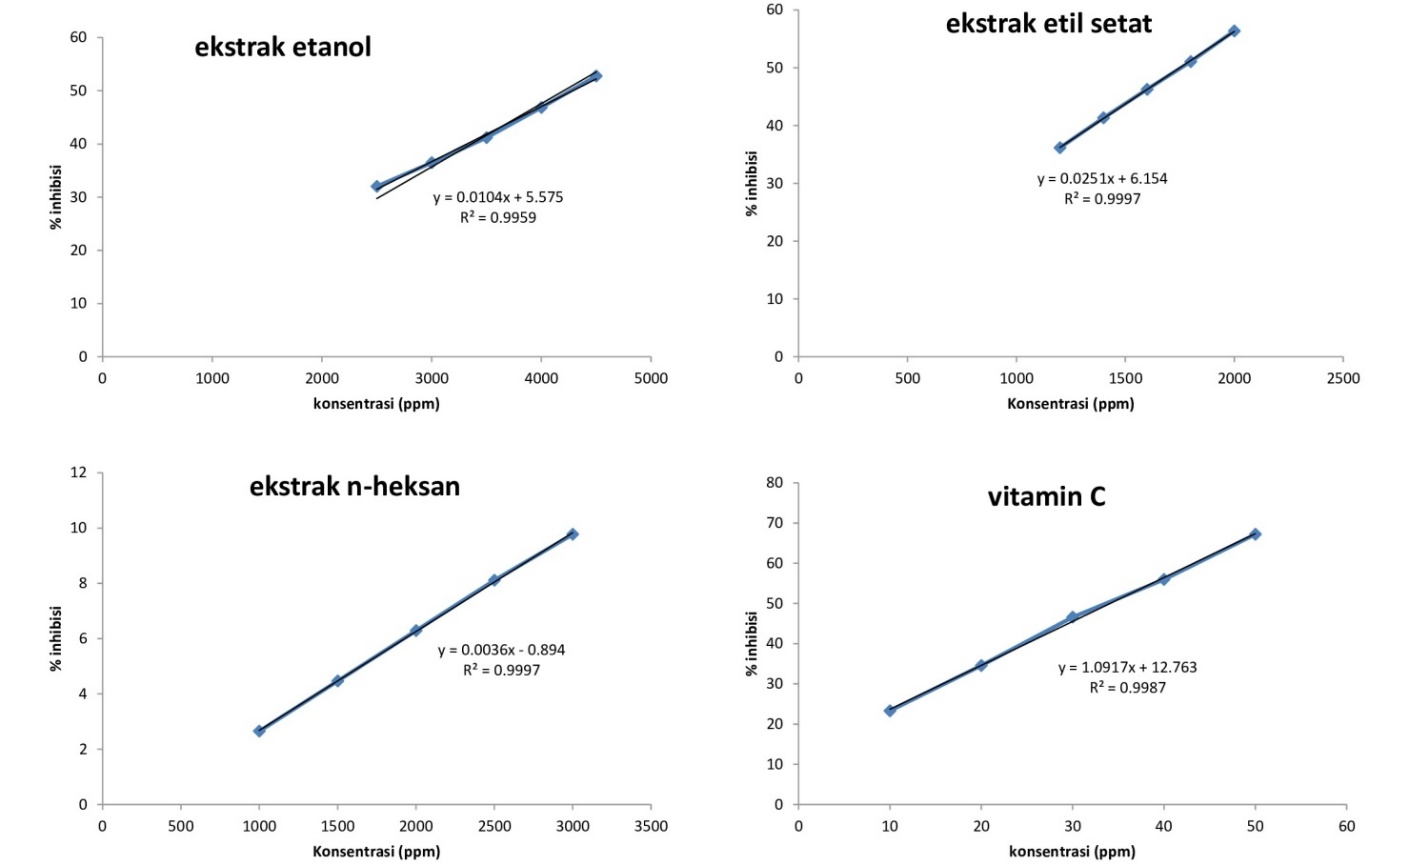 ekstrak etanol
60
50
40
30
20
10
0
% inhibisi
y = 0.0104x + 5.575
R² = 0.9959
0 1000 2000 3000 4000 5000
konsentrasi (ppm)
ekstrak etil setat
60
50
40
30
20
10
0
% inhibisi
y = 0.0251x + 6.154
R² = 0.9997
0 500 1000 1500 2000 2500
Konsentrasi (ppm)
ekstrak n-heksan
12
10
8
6
4
2
0
% inhibisi
y = 0.0036x - 0.894
R² = 0.9997
0 500 1000 1500 2000 2500 3000 3500
Konsentrasi (ppm)
vitamin C
80
70
60
50
40
30
20
10
0
% inhibisi
y = 1.0917x + 12.763
R² = 0.9987
0 10 20 30 40 50 60
konsentrasi (ppm)